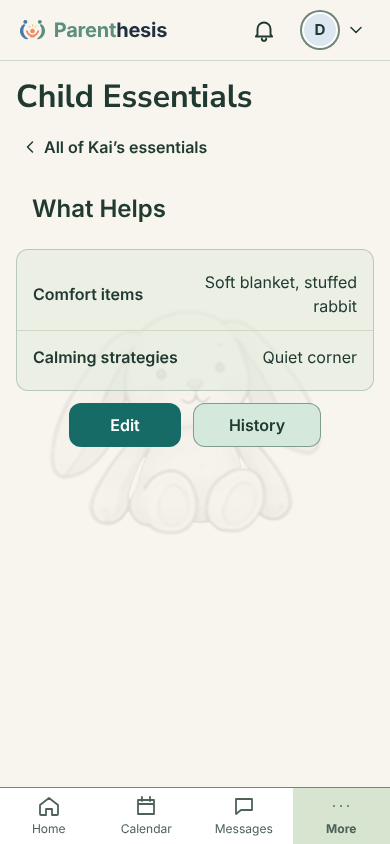 Parenthesis
D
Child Essentials
All of Kai’s essentials
What Helps
Comfort items
Soft blanket, stuffed
rabbit
Calming strategies
Quiet corner
Edit
History
Home
Calendar
Messages
More